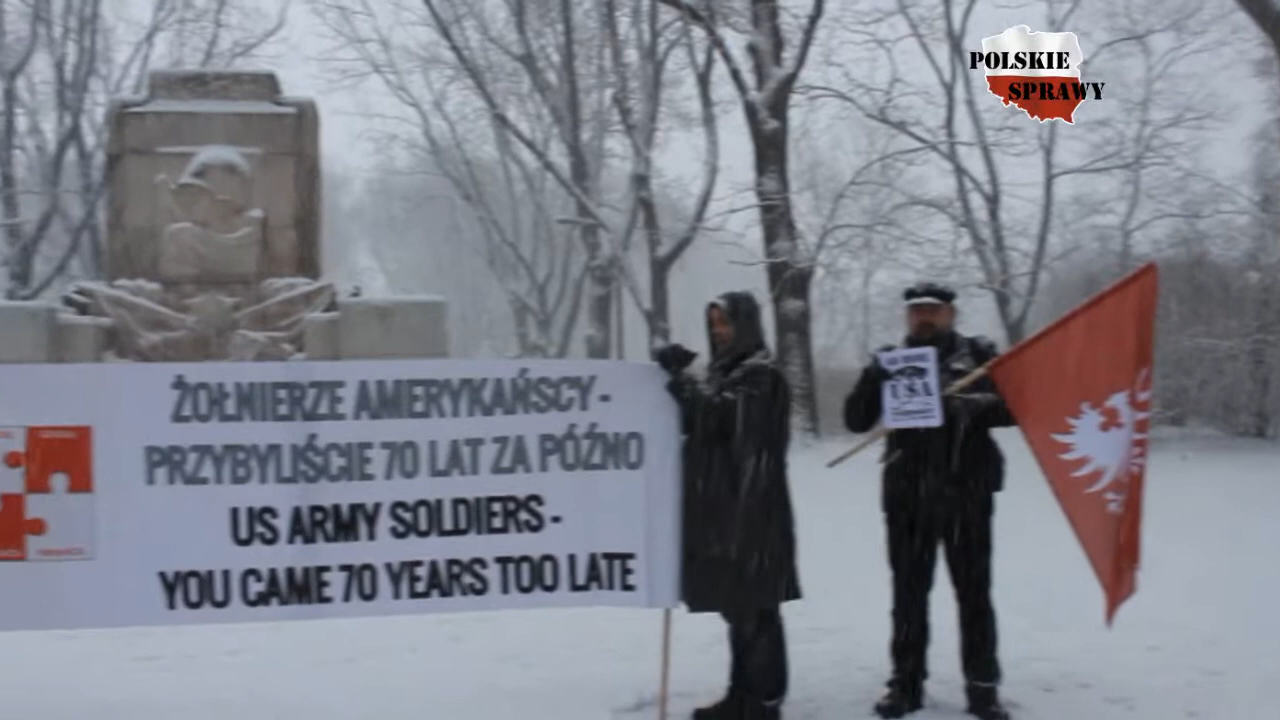 POLSKIE
SPRAWY
ŻOŁNIERZE AMERYKAŃSCY -
PRZYBYLIŚCIE 70 LAT ZA PÓŹNO
US ARMY SOLDIERS -
YOU CAME 70 YEARS TOO LATE
USA